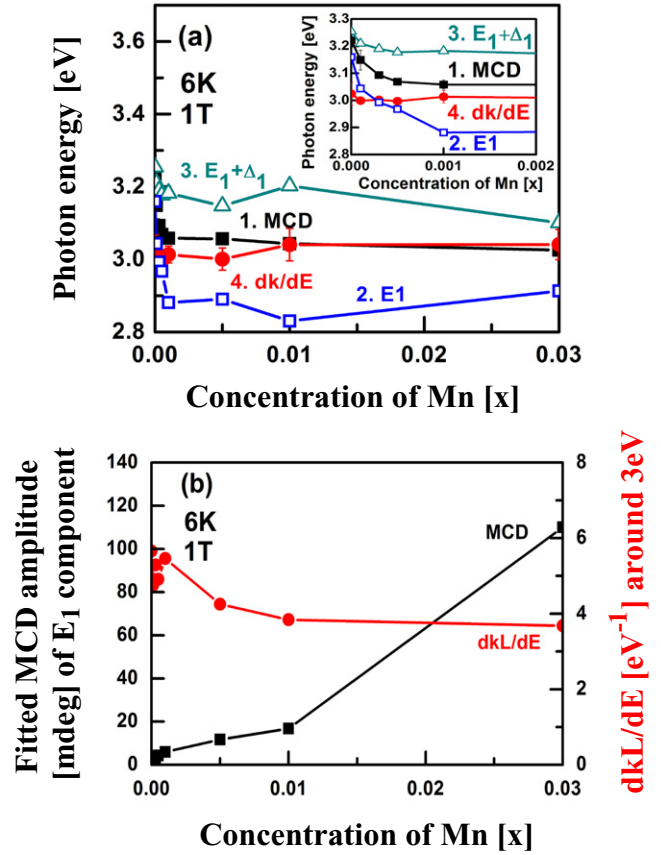 (a)
6K
1T
3. E₁+Δ₁
1. MCD
4. dk/dE
2. E1
Photon energy [eV]
3.6
3.4
3.2
3.0
2.8
0.00
0.01
0.02
0.03
Concentration of Mn [x]
Photon energy [eV]
3.3
3.2
3.1
3.0
2.9
2.8
0.000
0.001
0.002
Concentration of Mn [x]
3. E₁+Δ₁
1. MCD
4. dk/dE
2. E1
(b)
6K
1T
MCD
dkL/dE
Fitted MCD amplitude
[mdeg] of E₁ component
140
120
100
80
60
40
20
0
8
6
4
2
0
dkL/dE [eV⁻¹] around 3eV
0.00
0.01
0.02
0.03
Concentration of Mn [x]